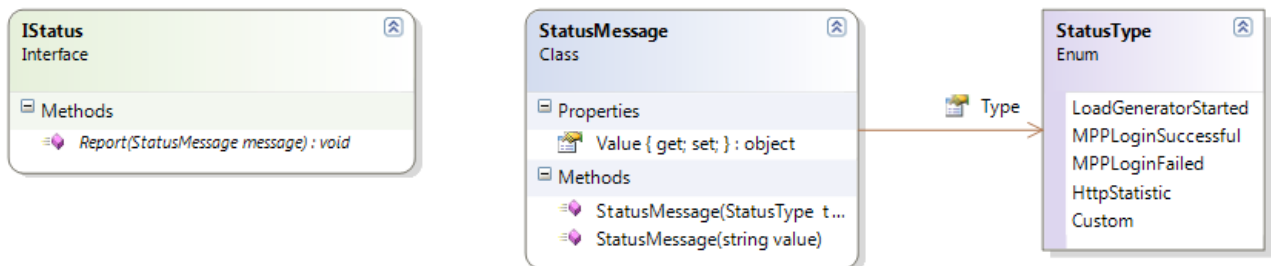 IStatus
Interface
Methods
Report(StatusMessage message) : void
StatusMessage
Class
Properties
Value { get; set; } : object
Methods
StatusMessage(StatusType t...
StatusMessage(string value)
Type
StatusType
Enum
LoadGeneratorStarted
MPPLoginSuccessful
MPPLoginFailed
HttpStatistic
Custom